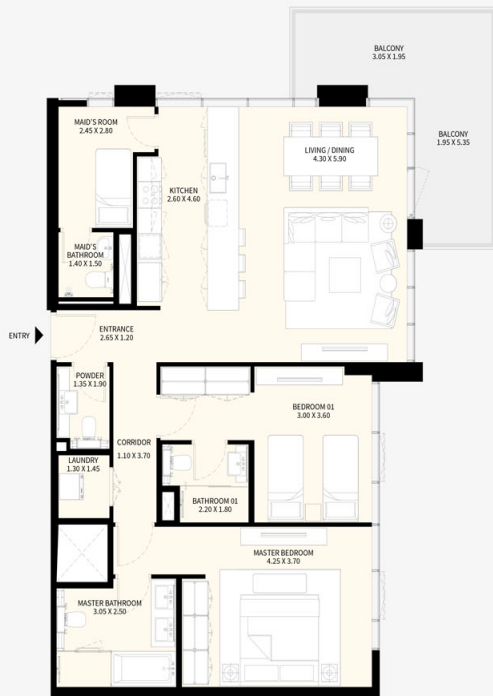 BALCONY
3.05 X 1.95
BALCONY
1.95 X 5.35
MAID'S ROOM
2.45 X 2.80
LIVING / DINING
4.30 X 5.90
KITCHEN
2.60 X 4.60
MAID'S
BATHROOM
1.40 X 1.50
ENTRY
ENTRANCE
2.65 X 1.20
POWDER
1.35 X 1.90
BEDROOM 01
3.00 X 3.60
CORRIDOR
1.10 X 3.70
LAUNDRY
1.30 X 1.45
BATHROOM 01
2.20 X 1.80
MASTER BEDROOM
4.25 X 3.70
MASTER BATHROOM
3.05 X 2.50